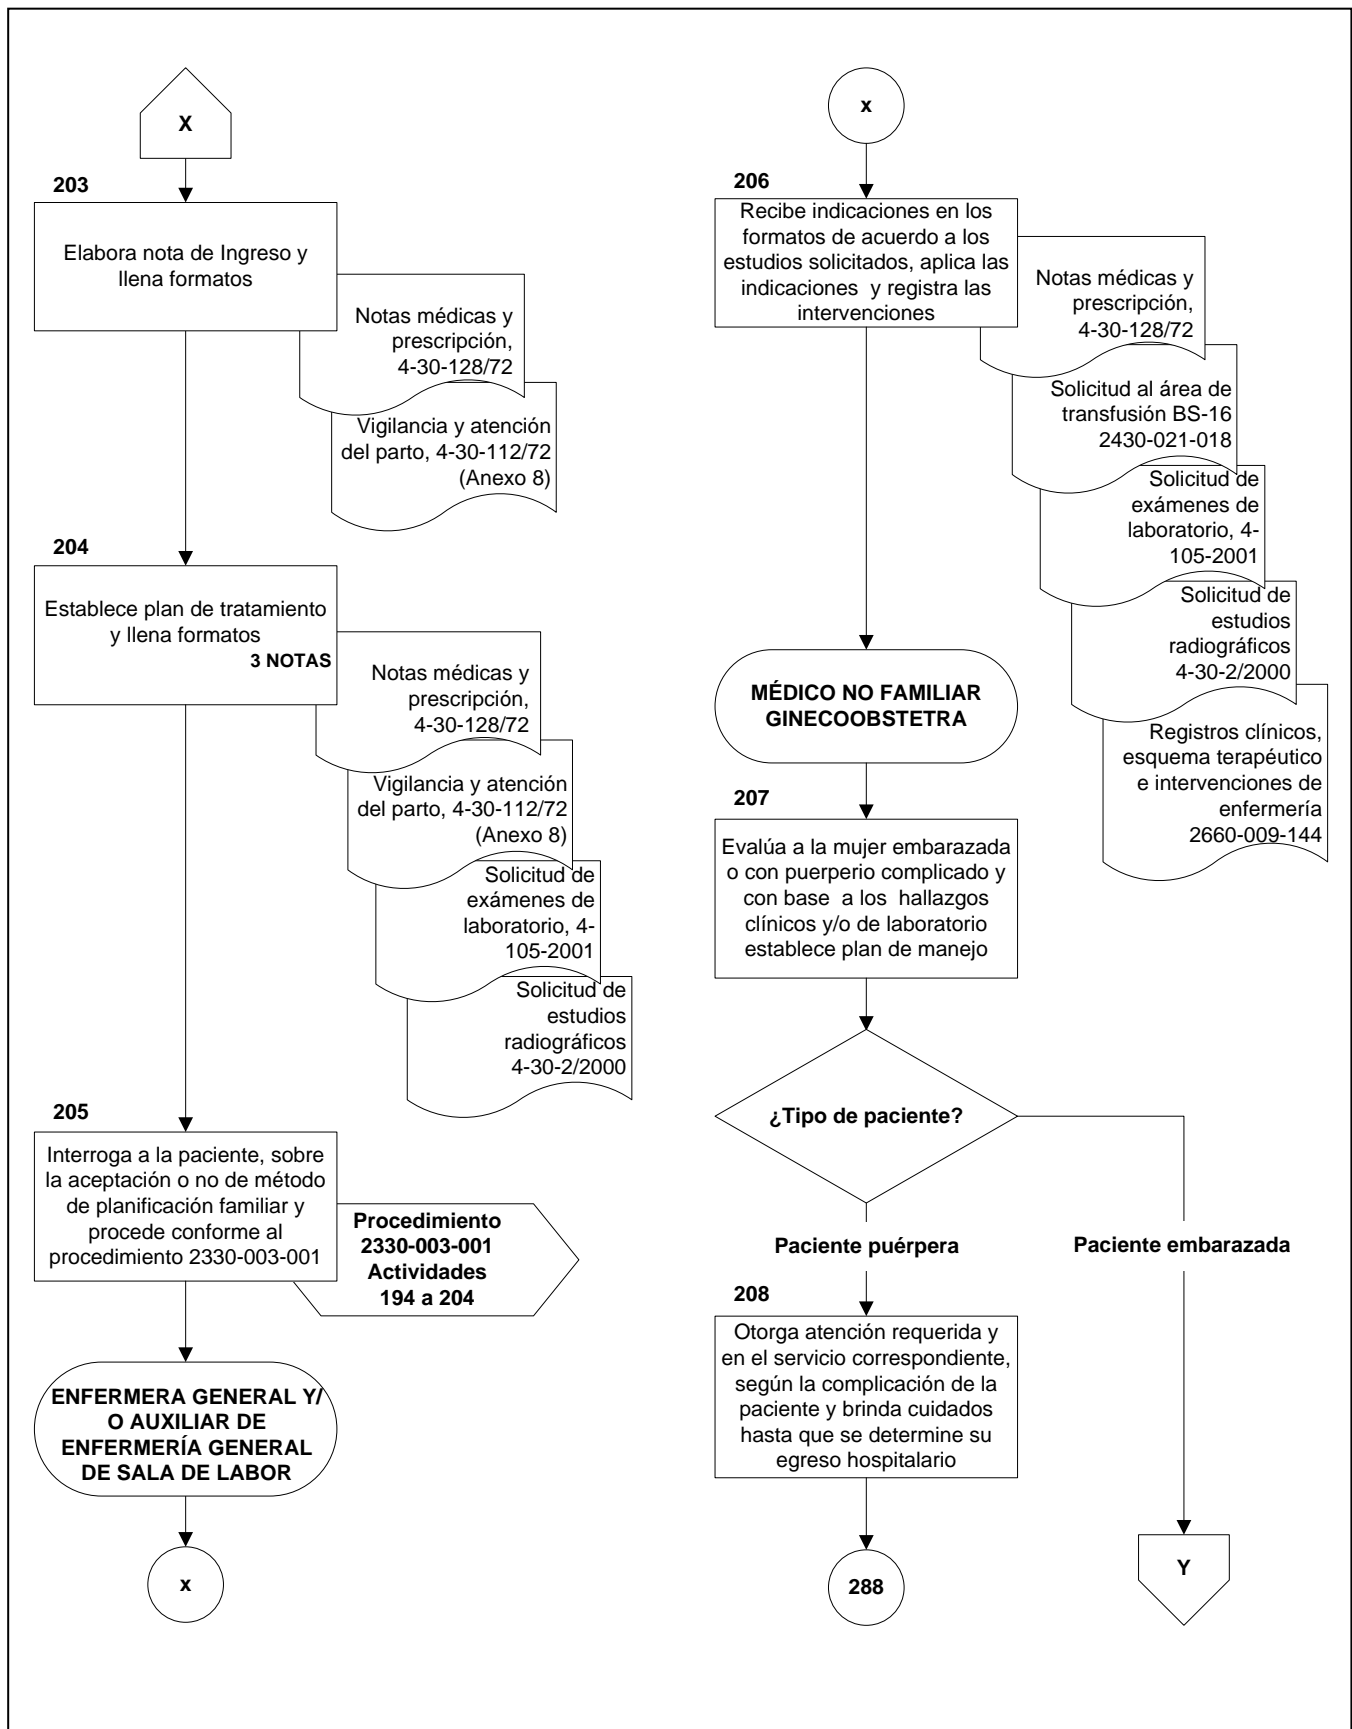 X
203
Elabora nota de Ingreso y
llena formatos
Notas médicas y
prescripción,
4-30-128/72
Vigilancia y atención
del parto, 4-30-112/72
(Anexo 8)
204
Establece plan de tratamiento
y llena formatos
3 NOTAS
Notas médicas y
prescripción,
4-30-128/72
Vigilancia y atención
del parto, 4-30-112/72
(Anexo 8)
Solicitud de
exámenes de
laboratorio, 4-
105-2001
Solicitud de
estudios
radiográficos
4-30-2/2000
205
Interroga a la paciente, sobre
la aceptación o no de método
de planificación familiar y
procede conforme al
procedimiento 2330-003-001
Procedimiento
2330-003-001
Actividades
194 a 204
ENFERMERA GENERAL Y/
O AUXILIAR DE
ENFERMERÍA GENERAL
DE SALA DE LABOR
x
x
206
Recibe indicaciones en los
formatos de acuerdo a los
estudios solicitados, aplica las
indicaciones  y registra las
intervenciones
Notas médicas y
prescripción,
4-30-128/72
Solicitud al área de
transfusión BS-16
2430-021-018
Solicitud de
exámenes de
laboratorio, 4-
105-2001
Solicitud de
estudios
radiográficos
4-30-2/2000
Registros clínicos,
esquema terapéutico
e intervenciones de
enfermería
2660-009-144
MÉDICO NO FAMILIAR
GINECOOBSTETRA
207
Evalúa a la mujer embarazada
o con puerperio complicado y
con base  a los  hallazgos
clínicos y/o de laboratorio
establece plan de manejo
¿Tipo de paciente?
Paciente puérpera
Paciente embarazada
208
Otorga atención requerida y
en el servicio correspondiente,
según la complicación de la
paciente y brinda cuidados
hasta que se determine su
egreso hospitalario
288
Y